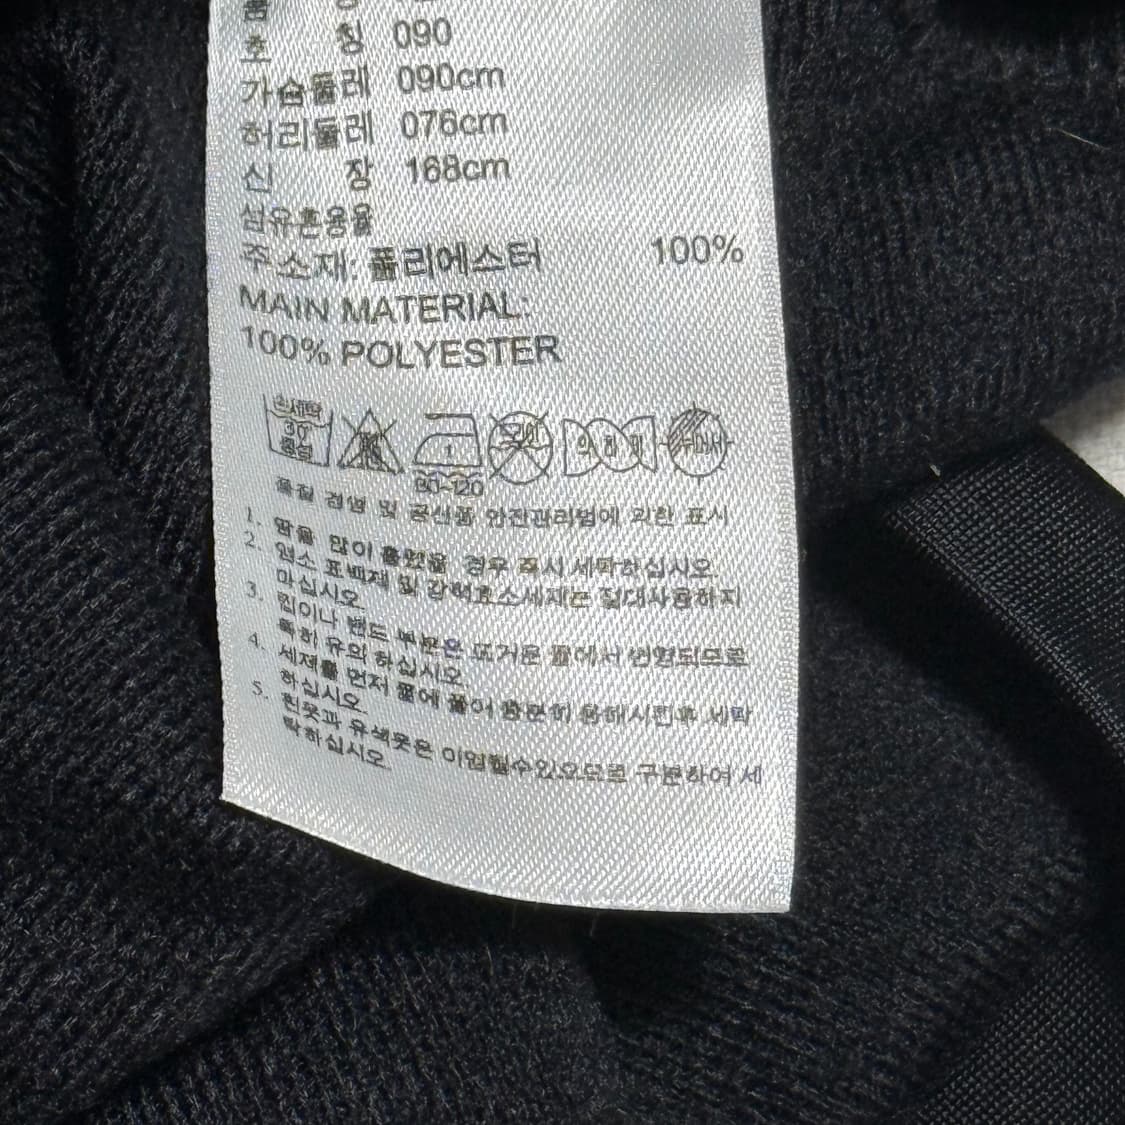 호 칭 090
가슴둘레 090cm
허리둘레 076cm
신 장 168cm
섬유혼용율
주소재: 폴리에스터 100%
MAIN MATERIAL:
100% POLYESTER
손세탁 30° 중성
80~120
품질 경영 및 공산품 안전관리법에 의한 표시
1. 땀을 많이 흘렸을 경우 즉시 세탁하십시오.
2. 염소 표백제 및 강력효소세제는 절대사용하지
마십시오.
3. 깁이나 밴드 부분은 뜨거운 물에서 변형되므로
특히 유의 하십시오.
4. 세제를 먼저 물에 풀어 충분히 용해시킨후 세탁
하십시오.
5. 흰옷과 유색옷은 이염될수있으므로 구분하여 세
탁하십시오.